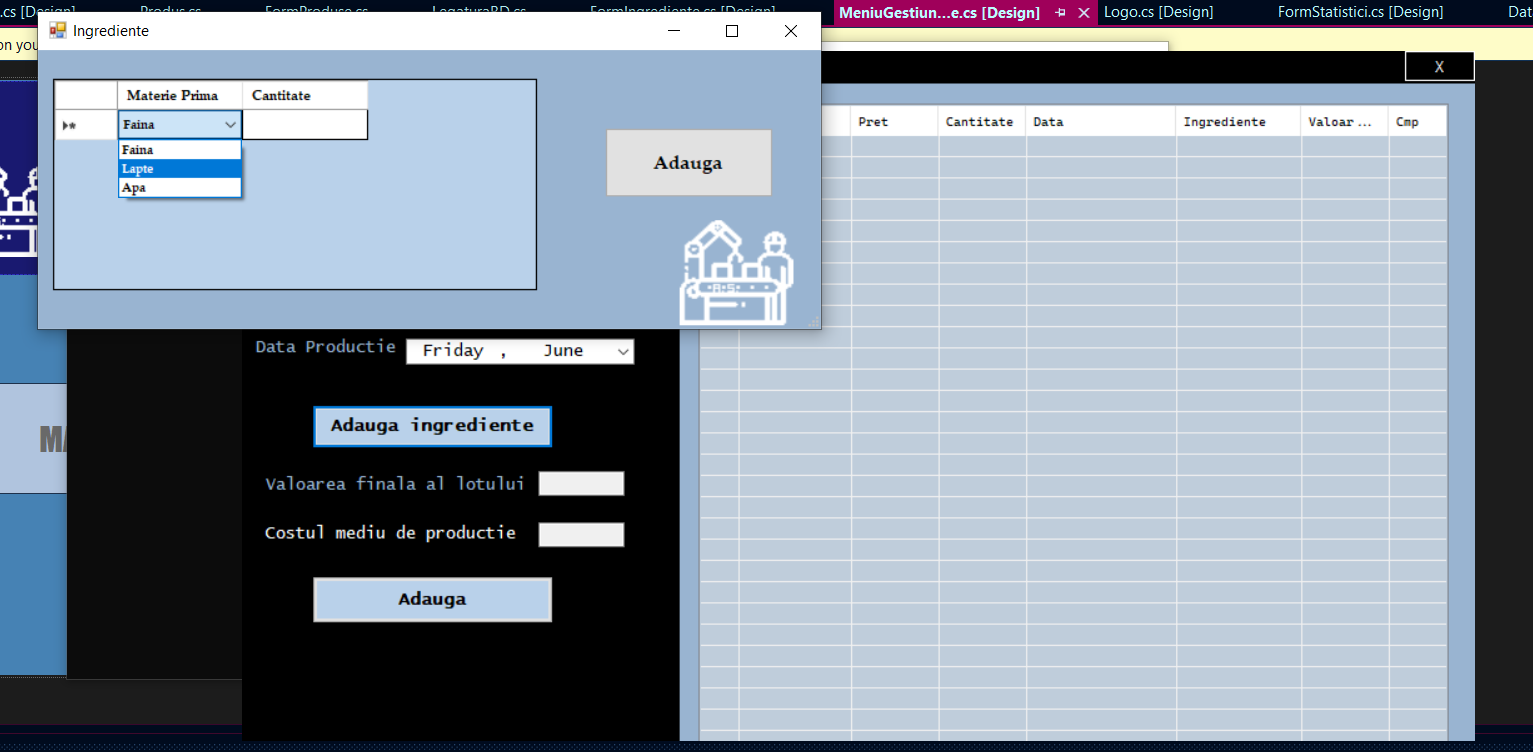 .cs [Design]
Produs.cs
FormProduse.cs
LegaturaBD.cs
FormIngrediente.cs [Design]
MeniuGestiun...e.cs [Design]
Logo.cs [Design]
FormStatistici.cs [Design]
Dat
on you
Ingrediente
X
Materie Prima
Cantitate
Faina
Faina
Lapte
Apa
Adauga
Pret
Cantitate
Data
Ingrediente
Valoar ...
Cmp
Data Productie
Friday , June
Adauga ingrediente
MA
Valoarea finala al lotului
Costul mediu de productie
Adauga